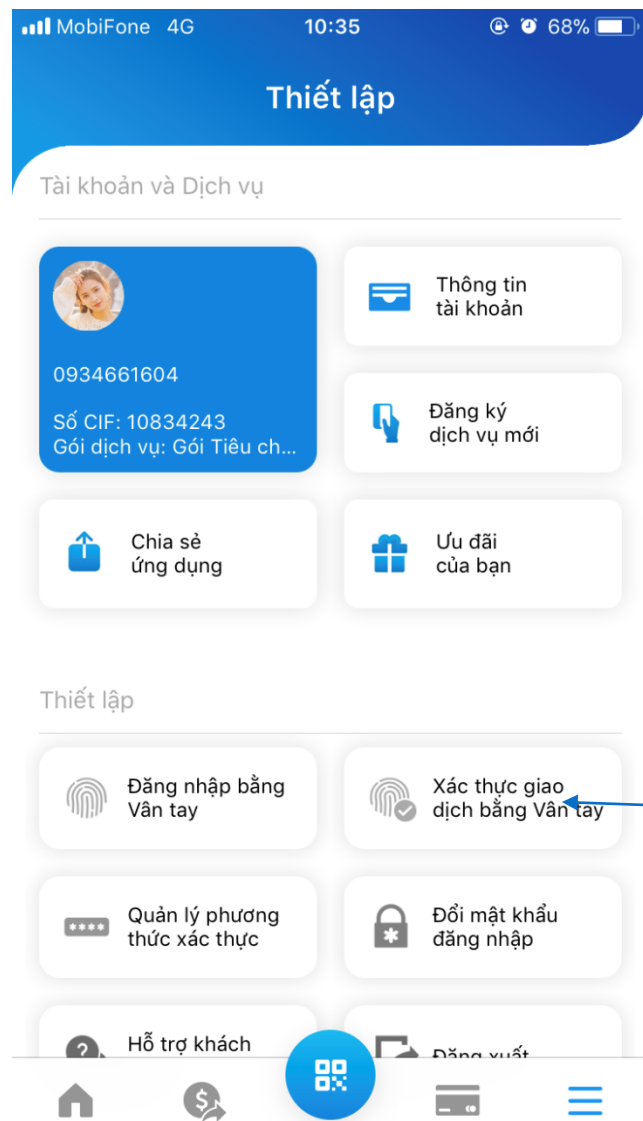 MobiFone 4G 10:35 68%
Thiết lập
Tài khoản và Dịch vụ
0934661604
Số CIF: 10834243
Gói dịch vụ: Gói Tiêu ch...
Thông tin
tài khoản
Đăng ký
dịch vụ mới
Chia sẻ
ứng dụng
Ưu đãi
của bạn
Thiết lập
Đăng nhập bằng
Vân tay
Xác thực giao
dịch bằng Vân tay
Quản lý phương
thức xác thực
Đổi mật khẩu
đăng nhập
Hỗ trợ khách
Đăng xuất